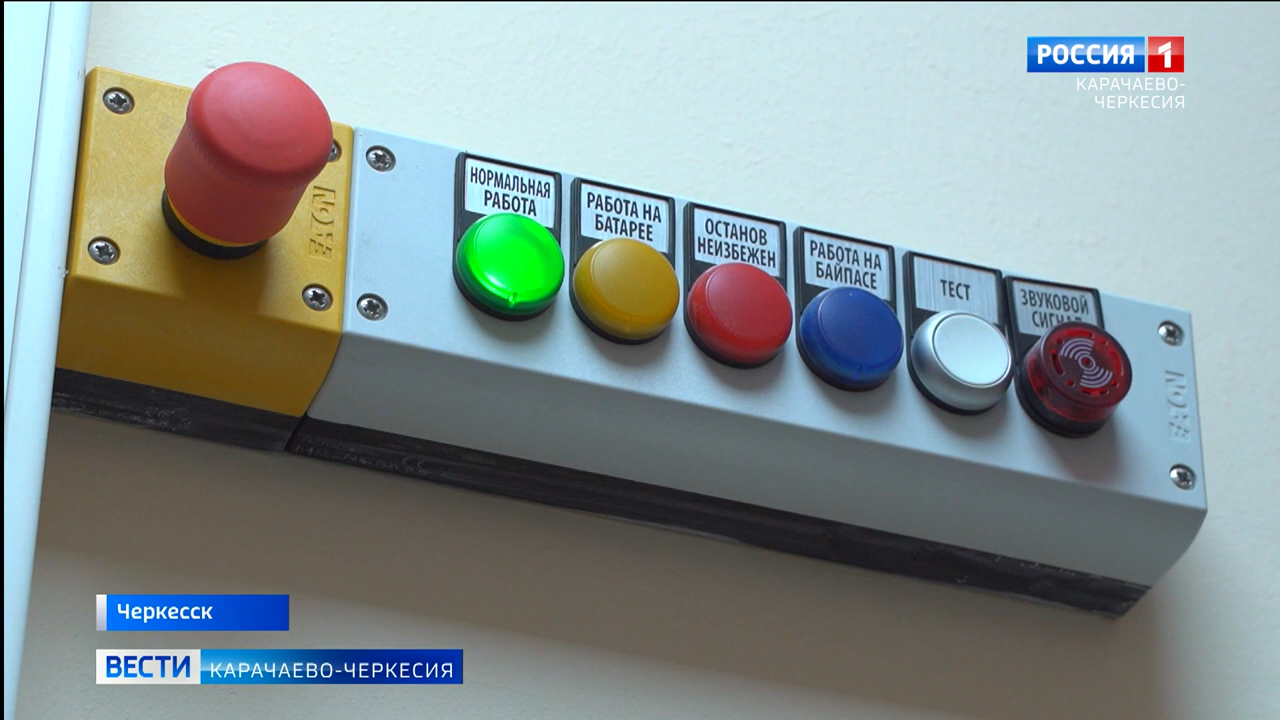 РОССИЯ 1
КАРАЧАЕВО-
ЧЕРКЕСИЯ
EATON
НОРМАЛЬНАЯ
РАБОТА
РАБОТА НА
БАТАРЕЕ
ОСТАНОВ
НЕИЗБЕЖЕН
РАБОТА НА
БАЙПАСЕ
ТЕСТ
ЗВУКОВОЙ
СИГНАЛ
EATON
Черкесск
ВЕСТИ КАРАЧАЕВО-ЧЕРКЕСИЯ